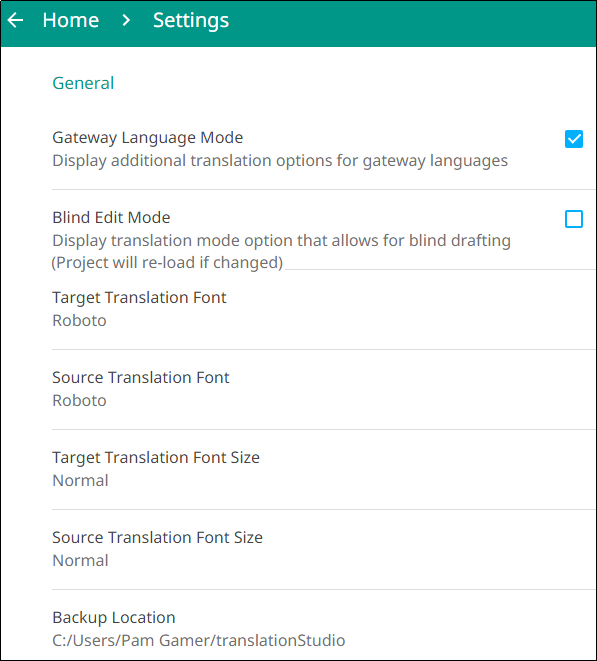 Home > Settings
General
Gateway Language Mode
Display additional translation options for gateway languages
Blind Edit Mode
Display translation mode option that allows for blind drafting
(Project will re-load if changed)
Target Translation Font
Roboto
Source Translation Font
Roboto
Target Translation Font Size
Normal
Source Translation Font Size
Normal
Backup Location
C:/Users/Pam Gamer/translationStudio